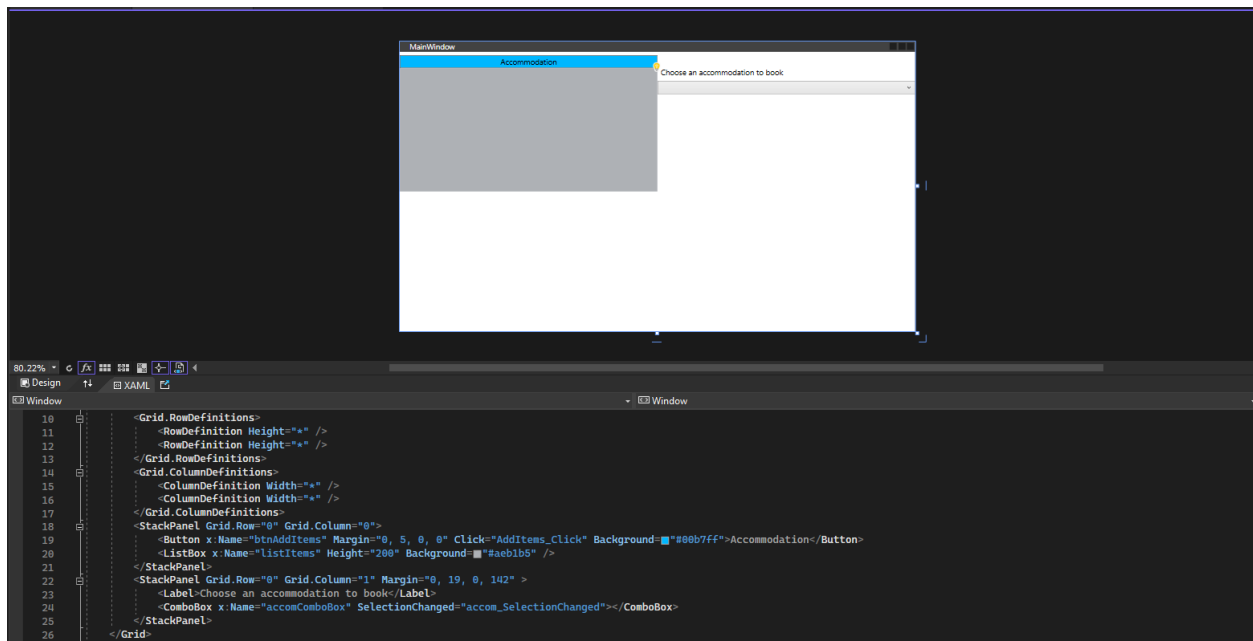 MainWindow
Accommodation
Choose an accommodation to book
80.22%
Design
XAML
Window
Window
10 <Grid.RowDefinitions>
11 <RowDefinition Height="*" />
12 <RowDefinition Height="*" />
13 </Grid.RowDefinitions>
14 <Grid.ColumnDefinitions>
15 <ColumnDefinition Width="*" />
16 <ColumnDefinition Width="*" />
17 </Grid.ColumnDefinitions>
18 <StackPanel Grid.Row="0" Grid.Column="0">
19 <Button x:Name="btnAddItems" Margin="0, 5, 0, 0" Click="AddItems_Click" Background="#00b7ff">Accommodation</Button>
20 <ListBox x:Name="listItems" Height="200" Background="#aeb1b5" />
21 </StackPanel>
22 <StackPanel Grid.Row="0" Grid.Column="1" Margin="0, 19, 0, 142" >
23 <Label>Choose an accommodation to book</Label>
24 <ComboBox x:Name="accomComboBox" SelectionChanged="accom_SelectionChanged"></ComboBox>
25 </StackPanel>
26 </Grid>